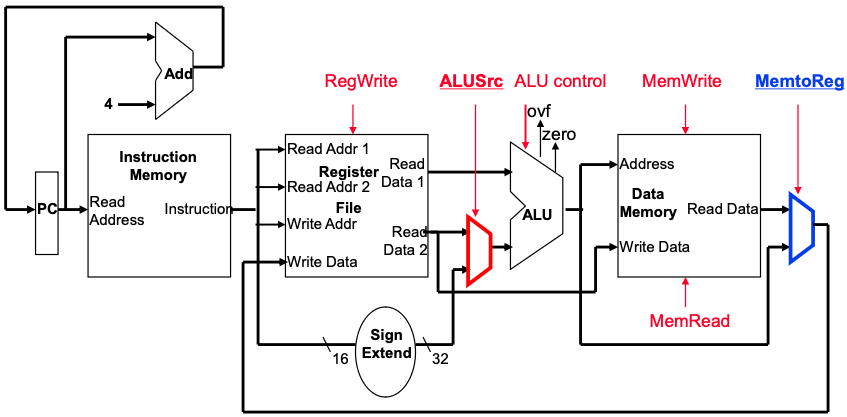 Add
4
RegWrite
ALUSrc
ALU control
MemWrite
MemtoReg
ovf
zero
Instruction
Memory
Read Addr 1
Read Addr 2
Write Addr
Write Data
Register
File
Read
Data 1
Read
Data 2
PC
Read
Address
Instruction
ALU
Address
Data
Memory
Read Data
Write Data
MemRead
Sign
Extend
16
32